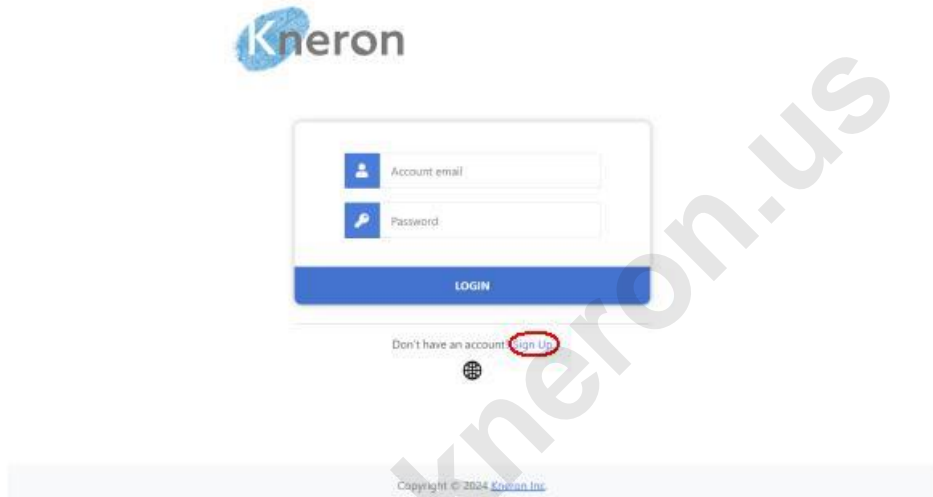 Kneron
Account email
Password
LOGIN
Don't have an account? Sign Up.
Copyright © 2024 Kneron Inc.
kneron.us